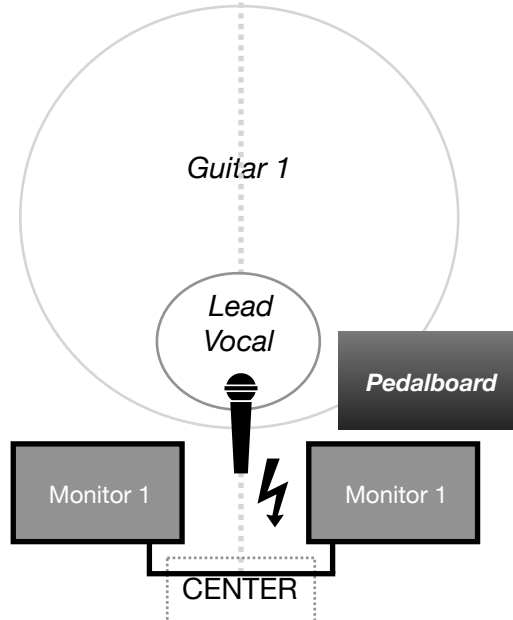 Guitar 1
Lead
Vocal
Pedalboard
Monitor 1
Monitor 1
CENTER